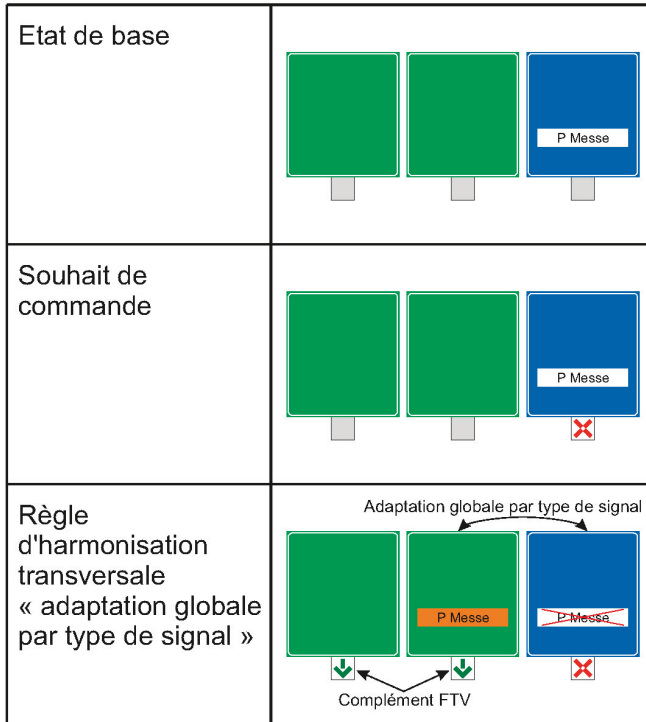 Etat de base
P Messe
Souhait de
commande
P Messe
Règle
d'harmonisation
transversale
« adaptation globale
par type de signal »
Adaptation globale par type de signal
P Messe
P Messe
Complément FTV